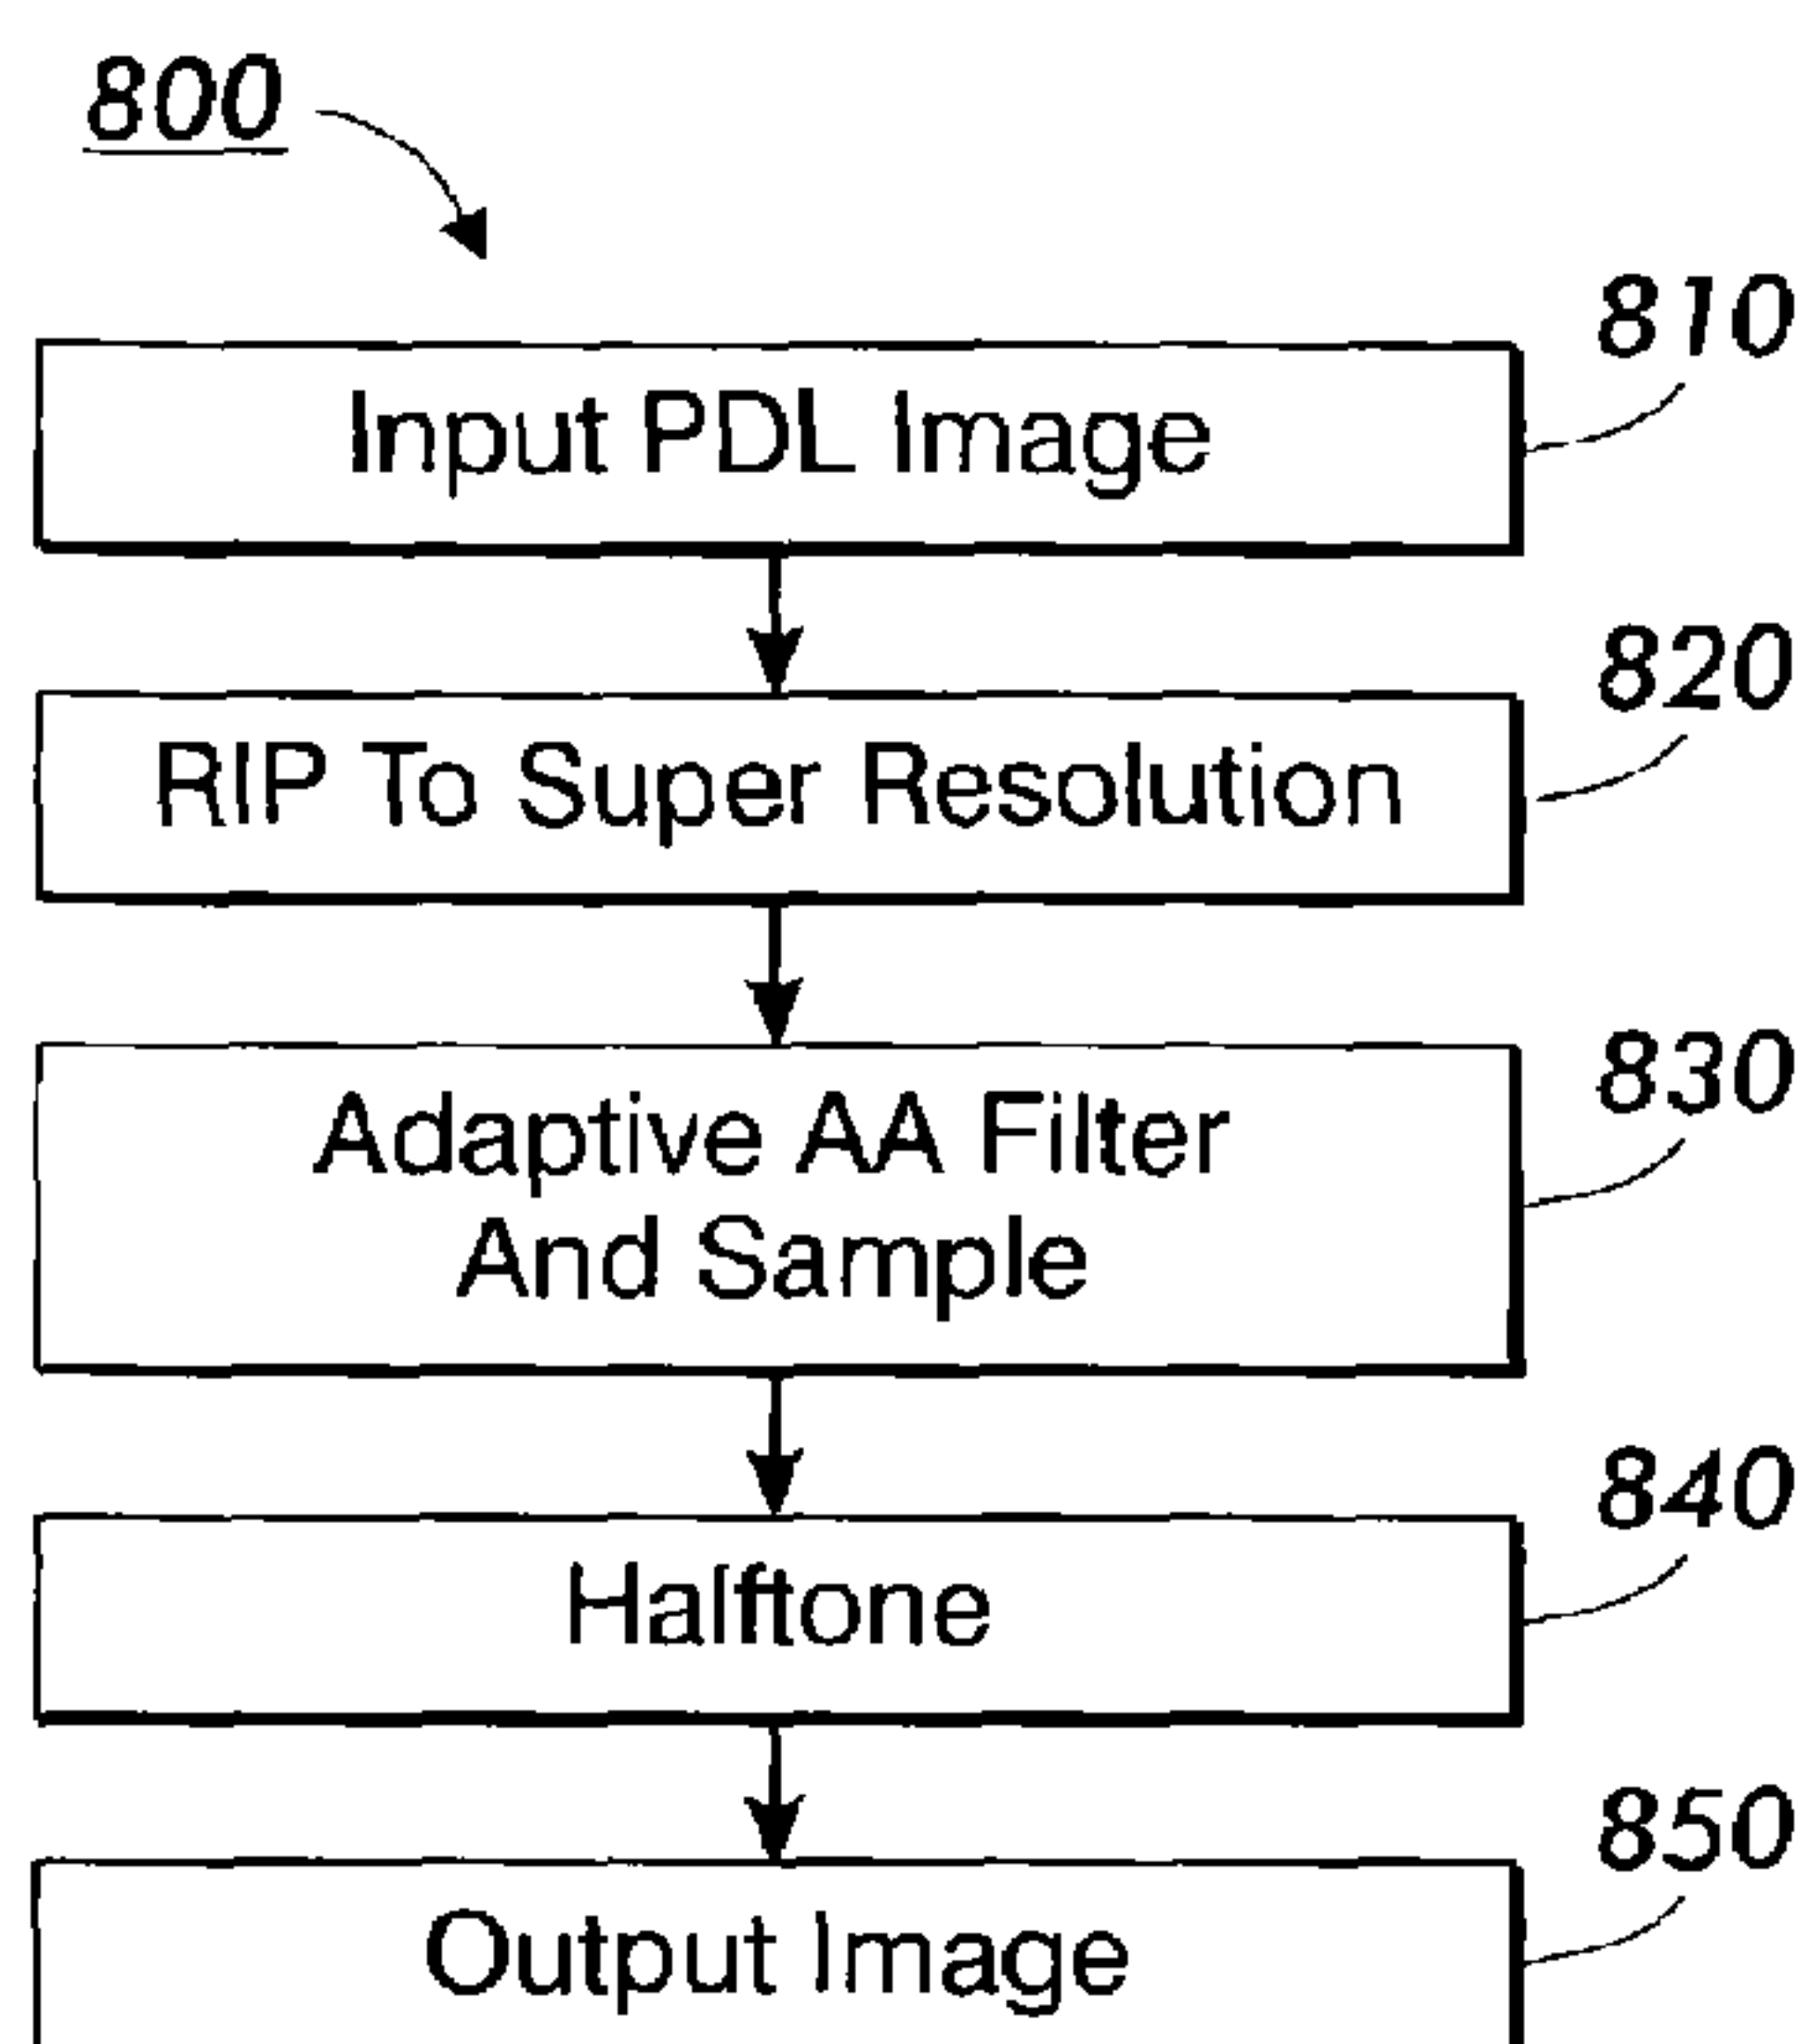 800
810
Input PDL Image
820
RIP To Super Resolution
830
Adaptive AA Filter
And Sample
840
Halftone
850
Output Image